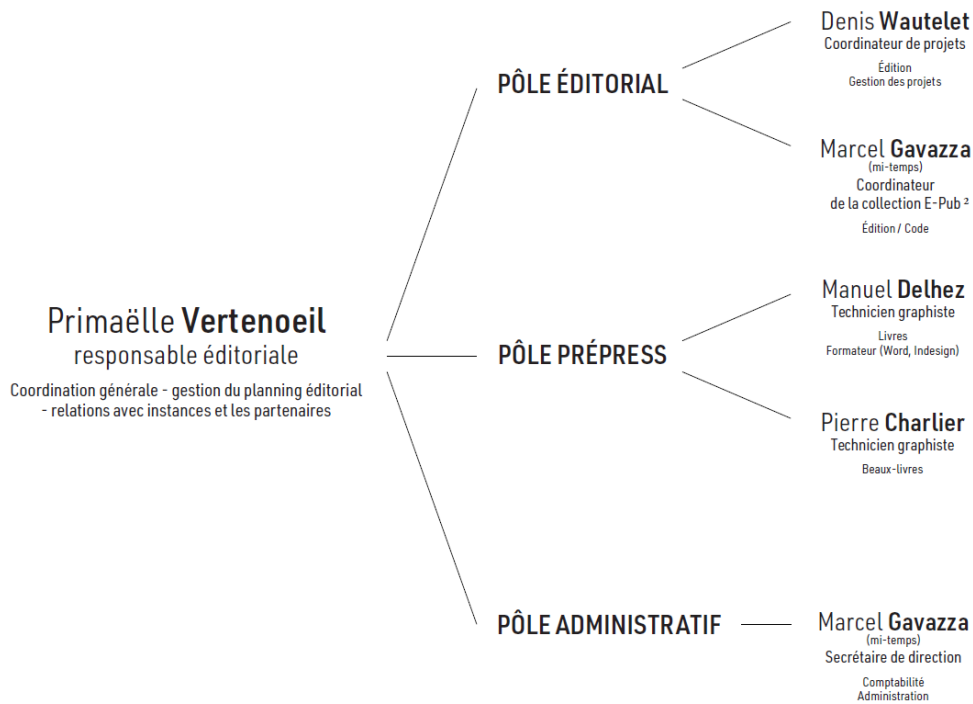 Primaëlle Vertenoeil
responsable éditoriale
Coordination générale - gestion du planning éditorial
- relations avec instances et les partenaires
PÔLE ÉDITORIAL
Denis Wautelet
Coordinateur de projets
Édition
Gestion des projets
Marcel Gavazza
(mi-temps)
Coordinateur
de la collection E-Pub ²
Édition / Code
PÔLE PRÉPRESS
Manuel Delhez
Technicien graphiste
Livres
Formateur (Word, Indesign)
Pierre Charlier
Technicien graphiste
Beaux-livres
PÔLE ADMINISTRATIF
Marcel Gavazza
(mi-temps)
Secrétaire de direction
Comptabilité
Administration